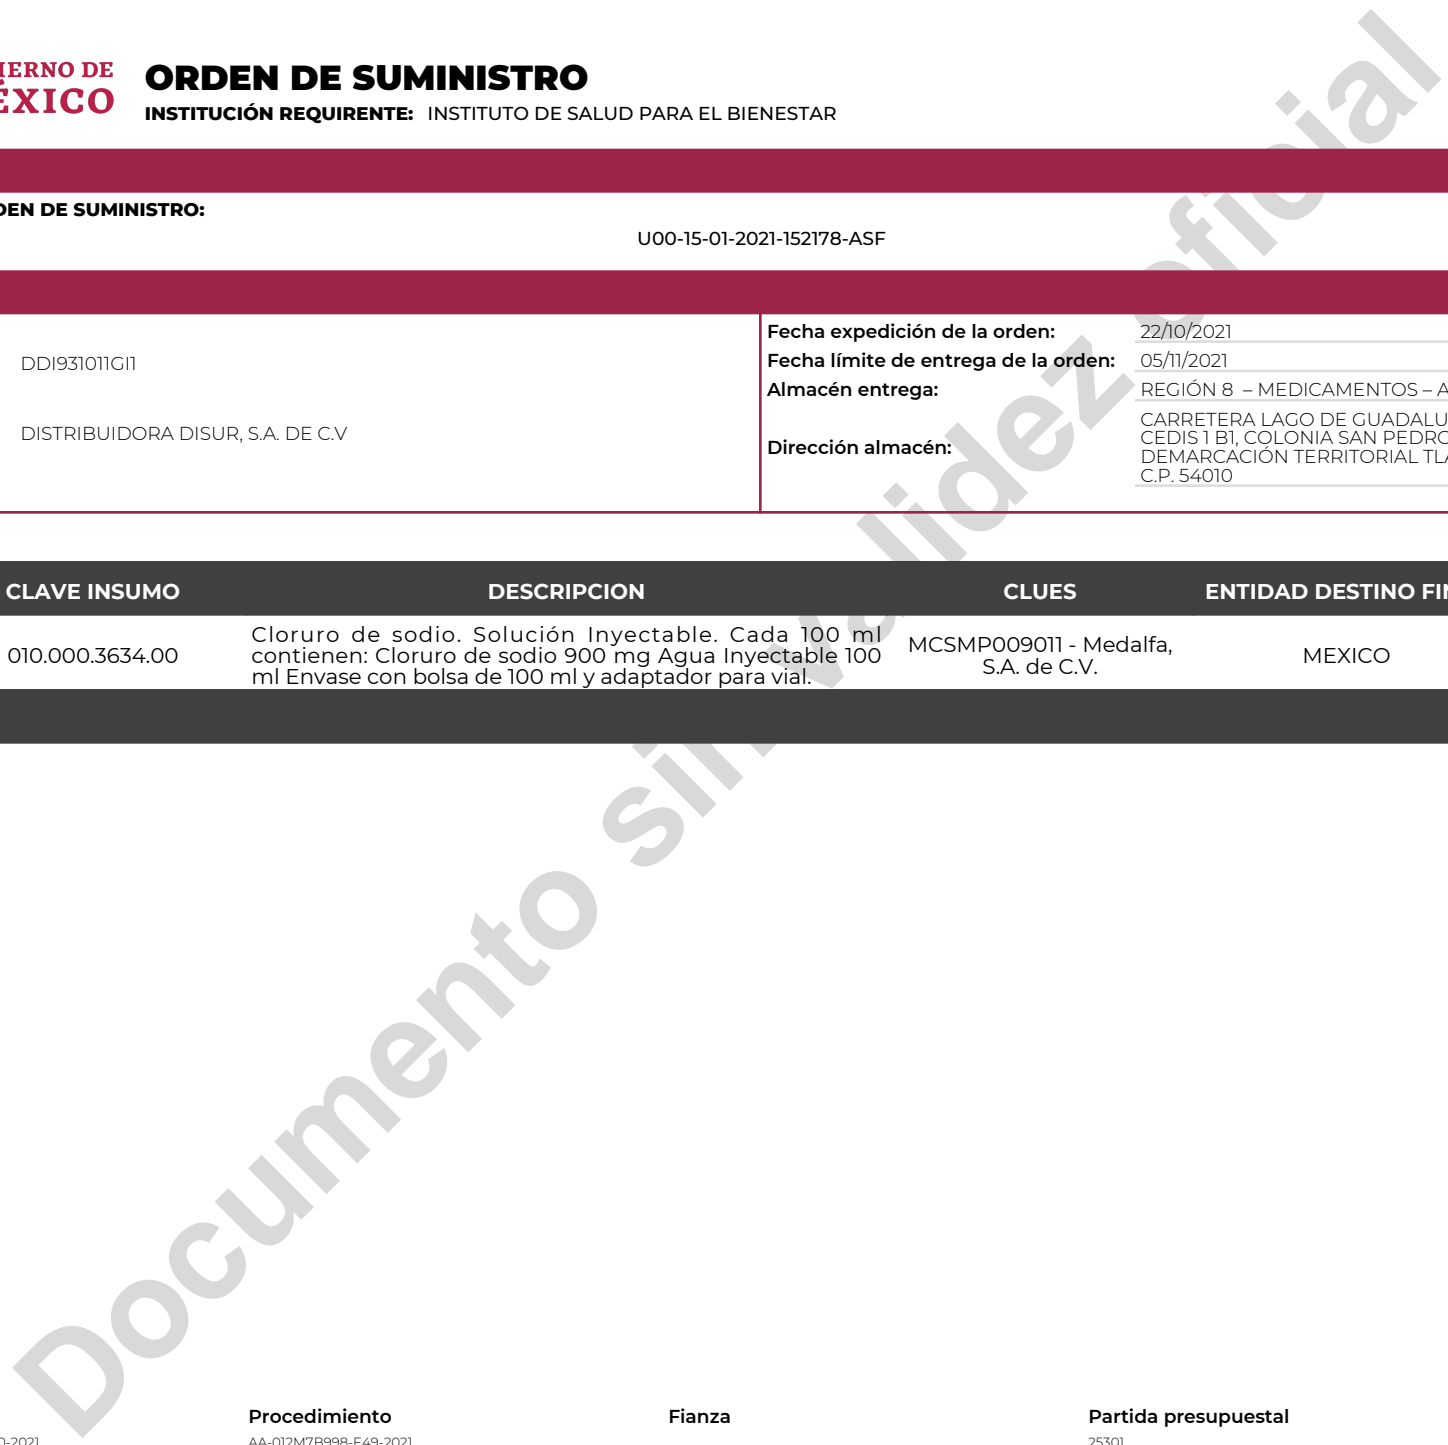 IERNO DE
ÉXICO
ORDEN DE SUMINISTRO
INSTITUCIÓN REQUIRENTE: INSTITUTO DE SALUD PARA EL BIENESTAR
DEN DE SUMINISTRO:
U00-15-01-2021-152178-ASF
DDI931011GI1
DISTRIBUIDORA DISUR, S.A. DE C.V
Fecha expedición de la orden: 22/10/2021
Fecha límite de entrega de la orden: 05/11/2021
Almacén entrega: REGIÓN 8 – MEDICAMENTOS – A
Dirección almacén:
CARRETERA LAGO DE GUADALU
CEDIS 1 B1, COLONIA SAN PEDRO
DEMARCACIÓN TERRITORIAL TLA
C.P. 54010
CLAVE INSUMO DESCRIPCION CLUES ENTIDAD DESTINO FIN
010.000.3634.00
Cloruro de sodio. Solución Inyectable. Cada 100 ml
contienen: Cloruro de sodio 900 mg Agua Inyectable 100
ml Envase con bolsa de 100 ml y adaptador para vial.
MCSMP009011 - Medalfa,
S.A. de C.V.
MEXICO
Documento sin validez oficial
Procedimiento Fianza Partida presupuestal
0-2021 AA-012M7B998-E49-2021 25301